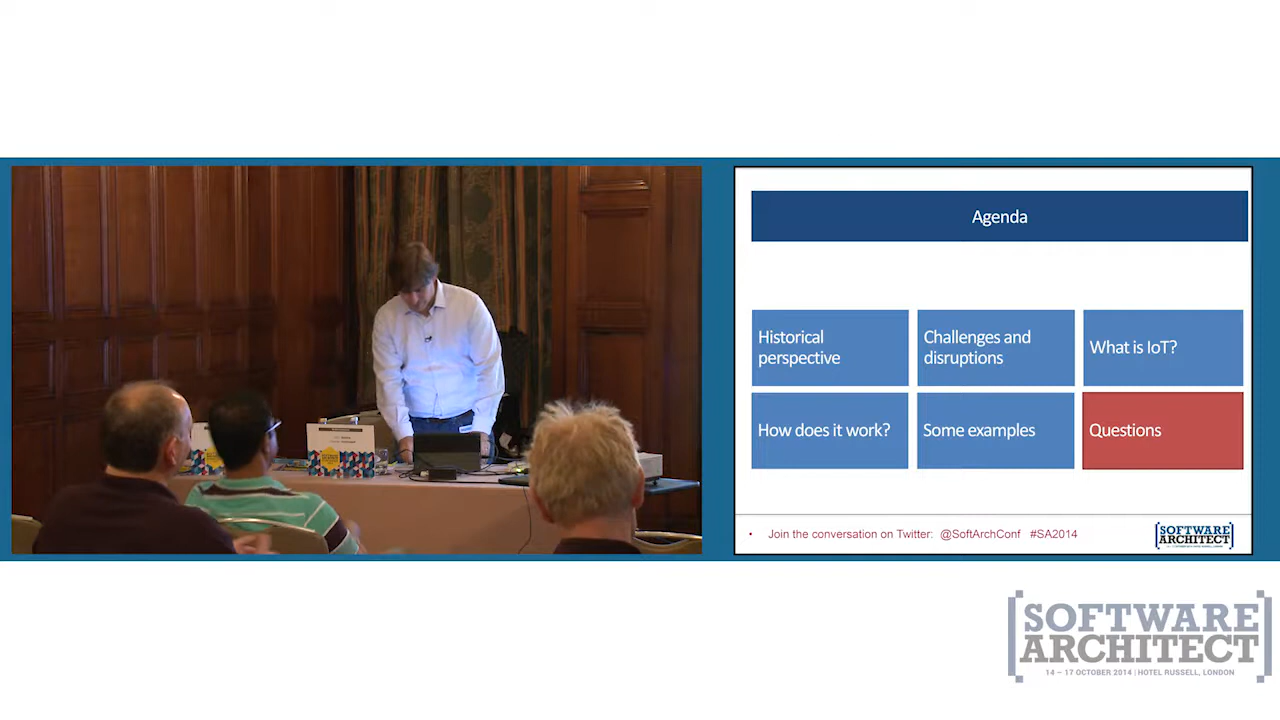 Agenda
Historical
perspective
Challenges and
disruptions
What is IoT?
How does it work?
Some examples
Questions
• Join the conversation on Twitter: @SoftArchConf #SA2014
[SOFTWARE
ARCHITECT]
[SOFTWARE
ARCHITECT]
14 – 17 OCTOBER 2014 | HOTEL RUSSELL, LONDON